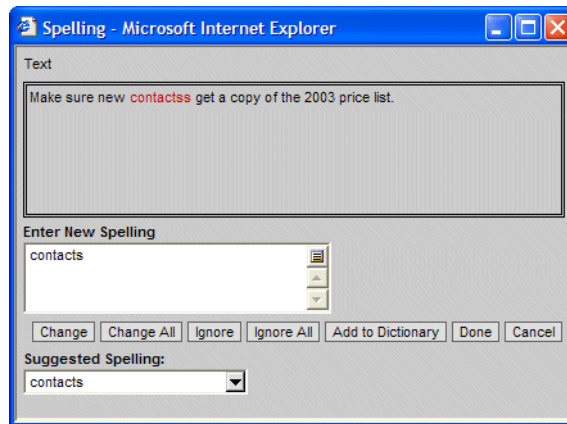 Spelling - Microsoft Internet Explorer
Text
Make sure new contactss get a copy of the 2003 price list.
Enter New Spelling
contacts
Change Change All Ignore Ignore All Add to Dictionary Done Cancel
Suggested Spelling:
contacts